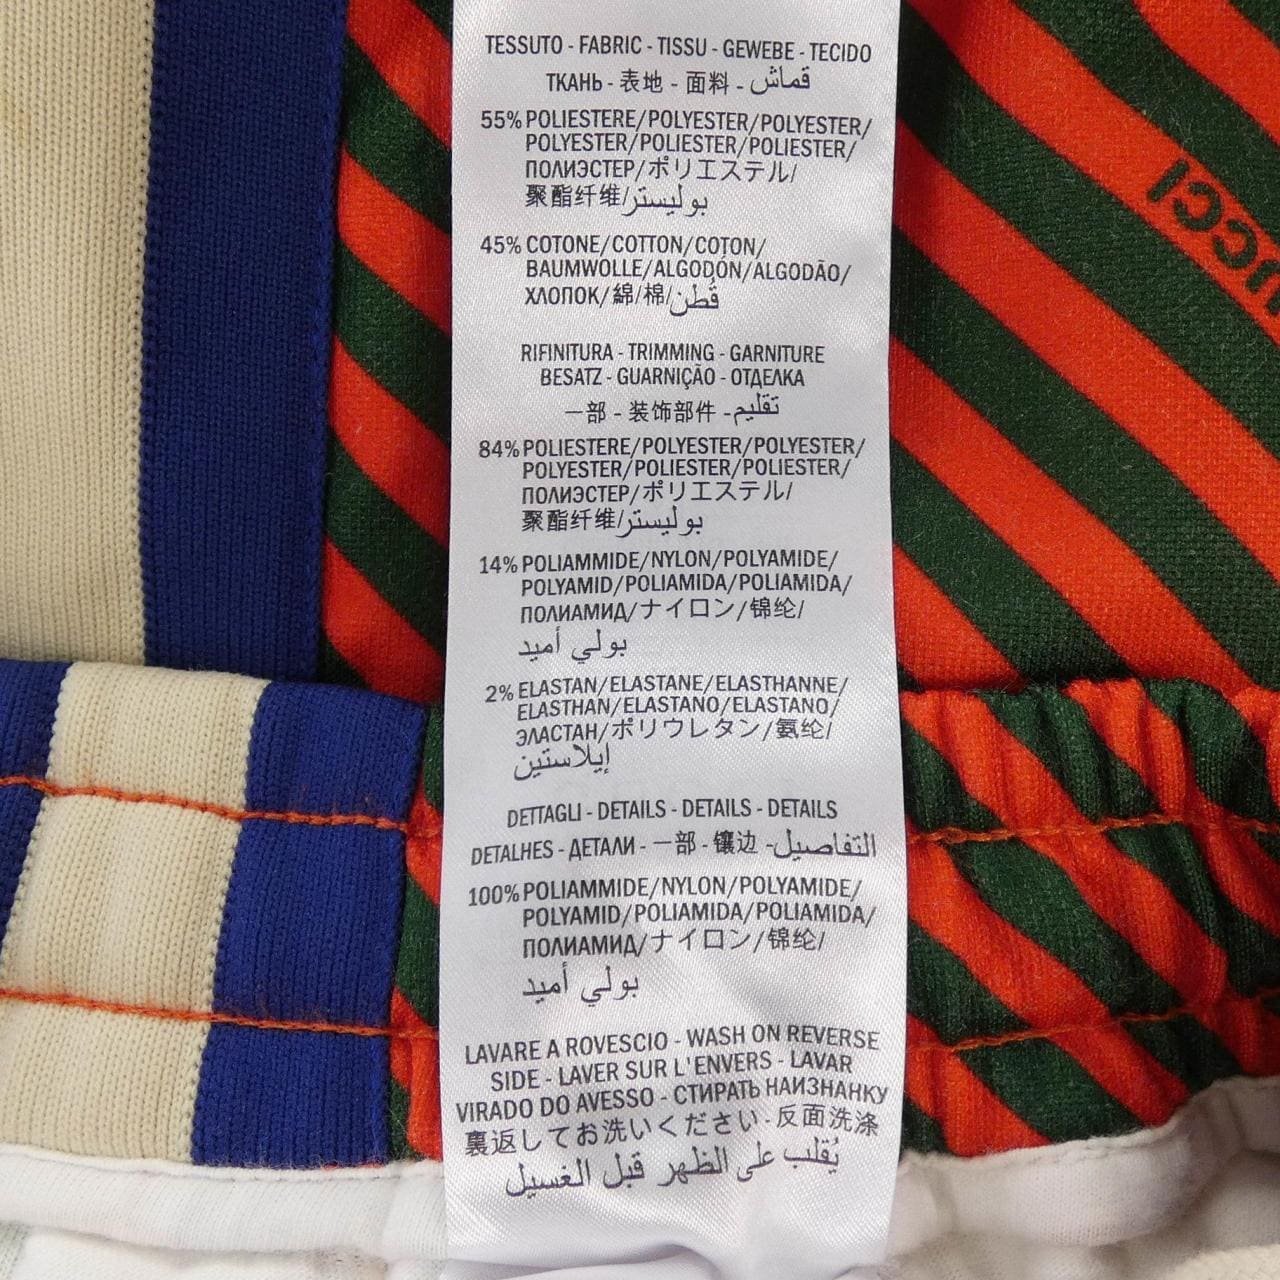 TESSUTO - FABRIC - TISSU - GEWEBE - TECIDO
ТКАНЬ - 表地 - 面料 - قماش
55% POLIESTERE/POLYESTER/POLYESTER/
POLYESTER/POLIESTER/POLIESTER/
ПОЛИЭСТЕР/ポリエステル/
聚酯纤维/بوليستر
45% COTONE/COTTON/COTON/
BAUMWOLLE/ALGODÓN/ALGODÃO/
ХЛОПОК/綿/棉/قُطن
RIFINITURA - TRIMMING - GARNITURE
BESATZ - GUARNIÇÃO - ОТДЕЛКА
一部 - 装饰部件 - تقليم
84% POLIESTERE/POLYESTER/POLYESTER/
POLYESTER/POLIESTER/POLIESTER/
ПОЛИЭСТЕР/ポリエステル/
聚酯纤维/بوليستر
14% POLIAMMIDE/NYLON/POLYAMIDE/
POLYAMID/POLIAMIDA/POLIAMIDA/
ПОЛИАМИД/ナイロン/锦纶/
بولي أميد
2% ELASTAN/ELASTANE/ELASTHANNE/
ELASTHAN/ELASTANO/ELASTANO/
ЭЛАСТАН/ポリウレタン/氨纶/
إيلاستين
DETTAGLI - DETAILS - DETAILS - DETAILS
DETALHES - ДЕТАЛИ - 一部 - 镶边 - التفاصيل
100% POLIAMMIDE/NYLON/POLYAMIDE/
POLYAMID/POLIAMIDA/POLIAMIDA/
ПОЛИАМИД/ナイロン/锦纶/
بولي أميد
LAVARE A ROVESCIO - WASH ON REVERSE
SIDE - LAVER SUR L'ENVERS - LAVAR
VIRADO DO AVESSO - СТИРАТЬ НАИЗНАНКУ
裏返してお洗いください - 反面洗涤
يُقلب على الظهر قبل الغسيل
UCCI